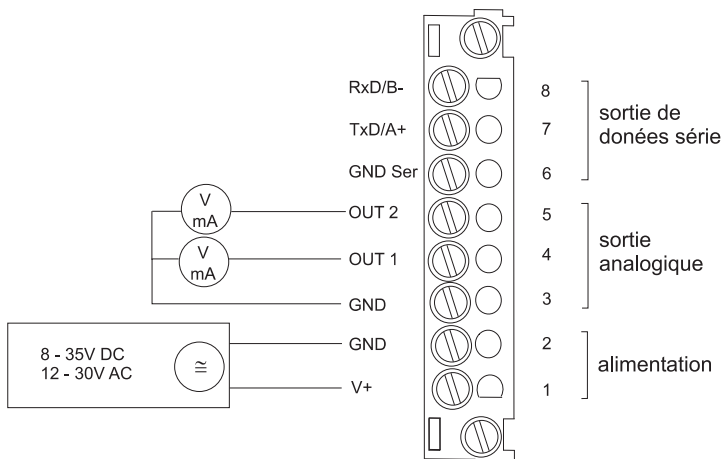 RxD/B- 8
TxD/A+ 7
GND Ser 6
sortie de
donées série
V
mA
OUT 2 5
V
mA
OUT 1 4
GND 3
sortie
analogique
8 - 35V DC
12 - 30V AC
≅
GND 2
V+ 1
alimentation